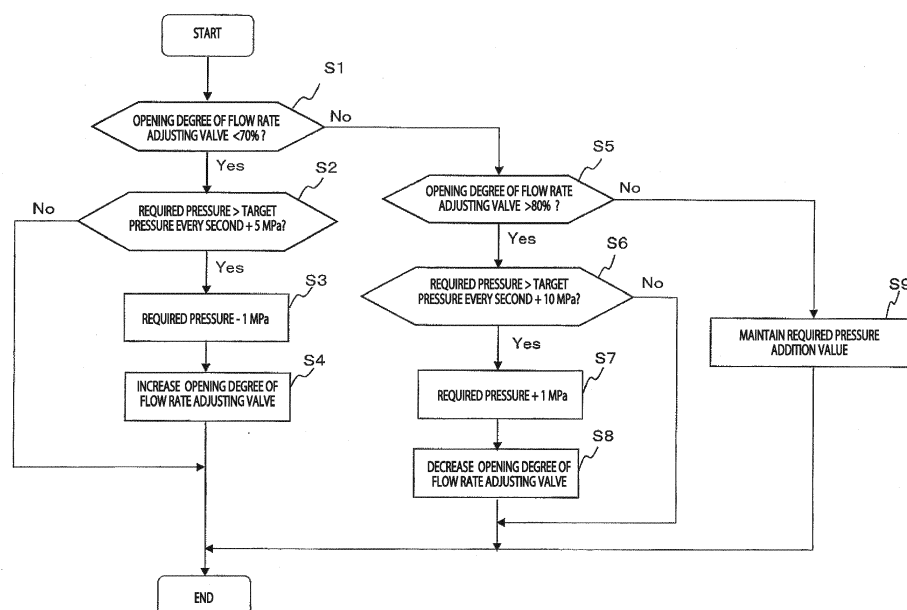 START
S1
OPENING DEGREE OF FLOW RATE
ADJUSTING VALVE <70% ?
No
Yes
S2
REQUIRED PRESSURE > TARGET
PRESSURE EVERY SECOND + 5 MPa?
No
Yes
S3
REQUIRED PRESSURE - 1 MPa
S4
INCREASE OPENING DEGREE OF
FLOW RATE ADJUSTING VALVE
S5
OPENING DEGREE OF FLOW RATE
ADJUSTING VALVE >80% ?
No
Yes
S6
REQUIRED PRESSURE > TARGET
PRESSURE EVERY SECOND + 10 MPa?
No
Yes
S7
REQUIRED PRESSURE + 1 MPa
S8
DECREASE OPENING DEGREE OF
FLOW RATE ADJUSTING VALVE
S9
MAINTAIN REQUIRED PRESSURE
ADDITION VALUE
END